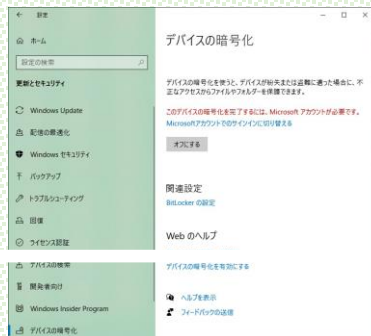 ← 設定
ホーム
設定の検索
更新とセキュリティ
Windows Update
配信の最適化
Windows セキュリティ
バックアップ
トラブルシューティング
回復
ライセンス認証
デバイスの検索
開発者向け
Windows Insider Program
デバイスの暗号化
デバイスの暗号化
デバイスの暗号化を使うと、デバイスが紛失または盗難に遭った場合に、不
正なアクセスからファイルやフォルダーを保護できます。
このデバイスの暗号化を完了するには、Microsoft アカウントが必要です。
Microsoftアカウントでのサインインに切り替える
オフにする
関連設定
BitLocker の設定
Web のヘルプ
デバイスの暗号化を有効にする
ヘルプを表示
フィードバックの送信